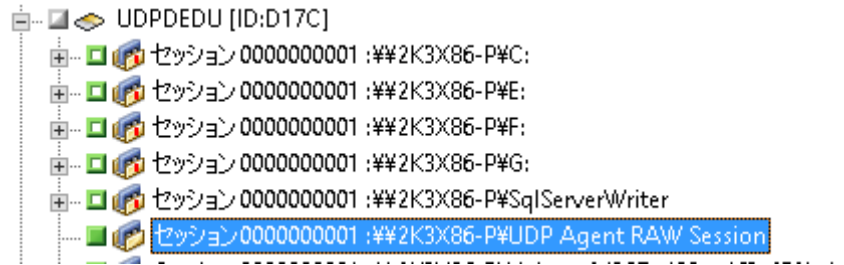 UDPDEDU [ID:D17C]
セッション 0000000001 :¥¥2K3X86-P¥C:
セッション 0000000001 :¥¥2K3X86-P¥E:
セッション 0000000001 :¥¥2K3X86-P¥F:
セッション 0000000001 :¥¥2K3X86-P¥G:
セッション 0000000001 :¥¥2K3X86-P¥SqlServerWriter
セッション 0000000001 :¥¥2K3X86-P¥UDP Agent RAW Session